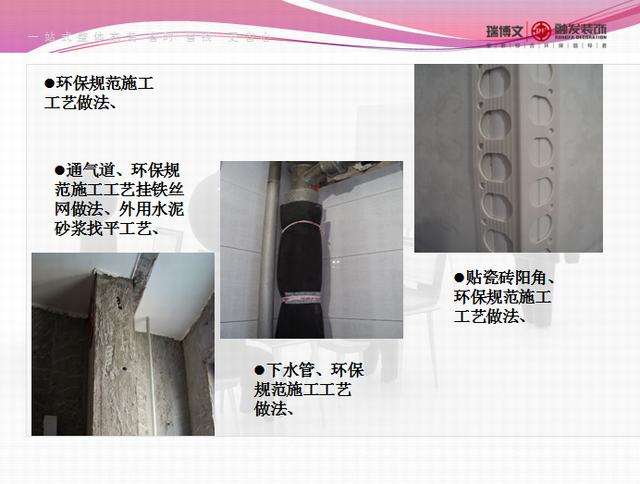 瑞博文
融发装饰
RONGFA DECORATION
●环保规范施工
工艺做法、
●通气道、环保规
范施工工艺挂铁丝
网做法、外用水泥
砂浆找平工艺、
●贴瓷砖阳角、
环保规范施工
工艺做法、
●下水管、环保
规范施工工艺
做法、